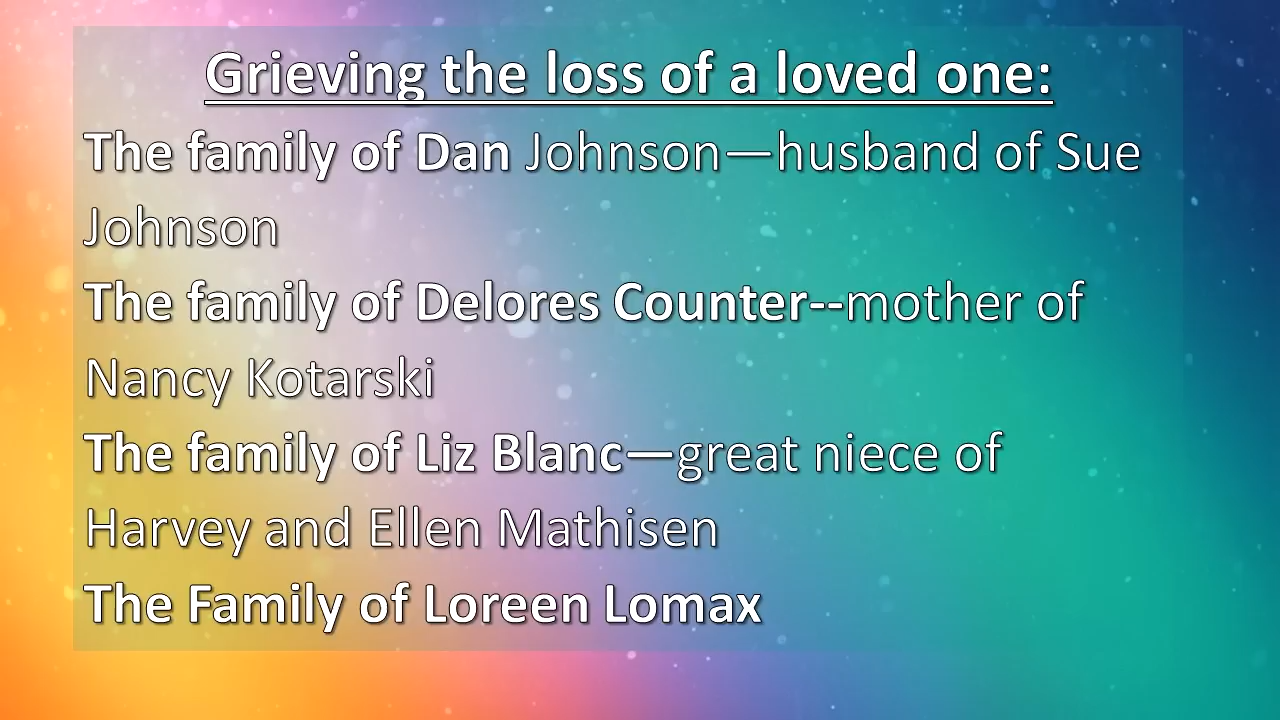 Grieving the loss of a loved one:
The family of Dan Johnson—husband of Sue
Johnson
The family of Delores Counter--mother of
Nancy Kotarski
The family of Liz Blanc—great niece of
Harvey and Ellen Mathisen
The Family of Loreen Lomax